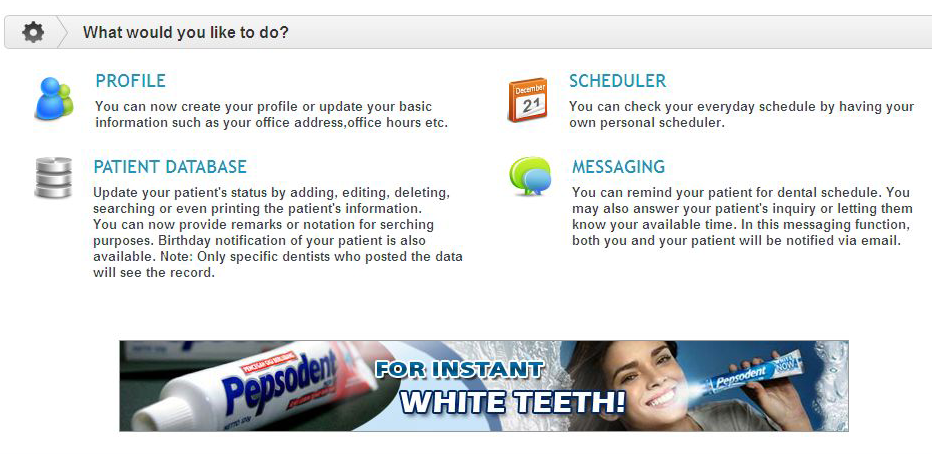 What would you like to do?
PROFILE
You can now create your profile or update your basic
information such as your office address,office hours etc.
December
21
SCHEDULER
You can check your everyday schedule by having your
own personal scheduler.
PATIENT DATABASE
Update your patient's status by adding, editing, deleting,
searching or even printing the patient's information.
You can now provide remarks or notation for serching
purposes. Birthday notification of your patient is also
available. Note: Only specific dentists who posted the data
will see the record.
MESSAGING
You can remind your patient for dental schedule. You
may also answer your patient's inquiry or letting them
know your available time. In this messaging function,
both you and your patient will be notified via email.
Pepsodent
FOR INSTANT
WHITE TEETH!
Pepsodent
WHITE
NOW